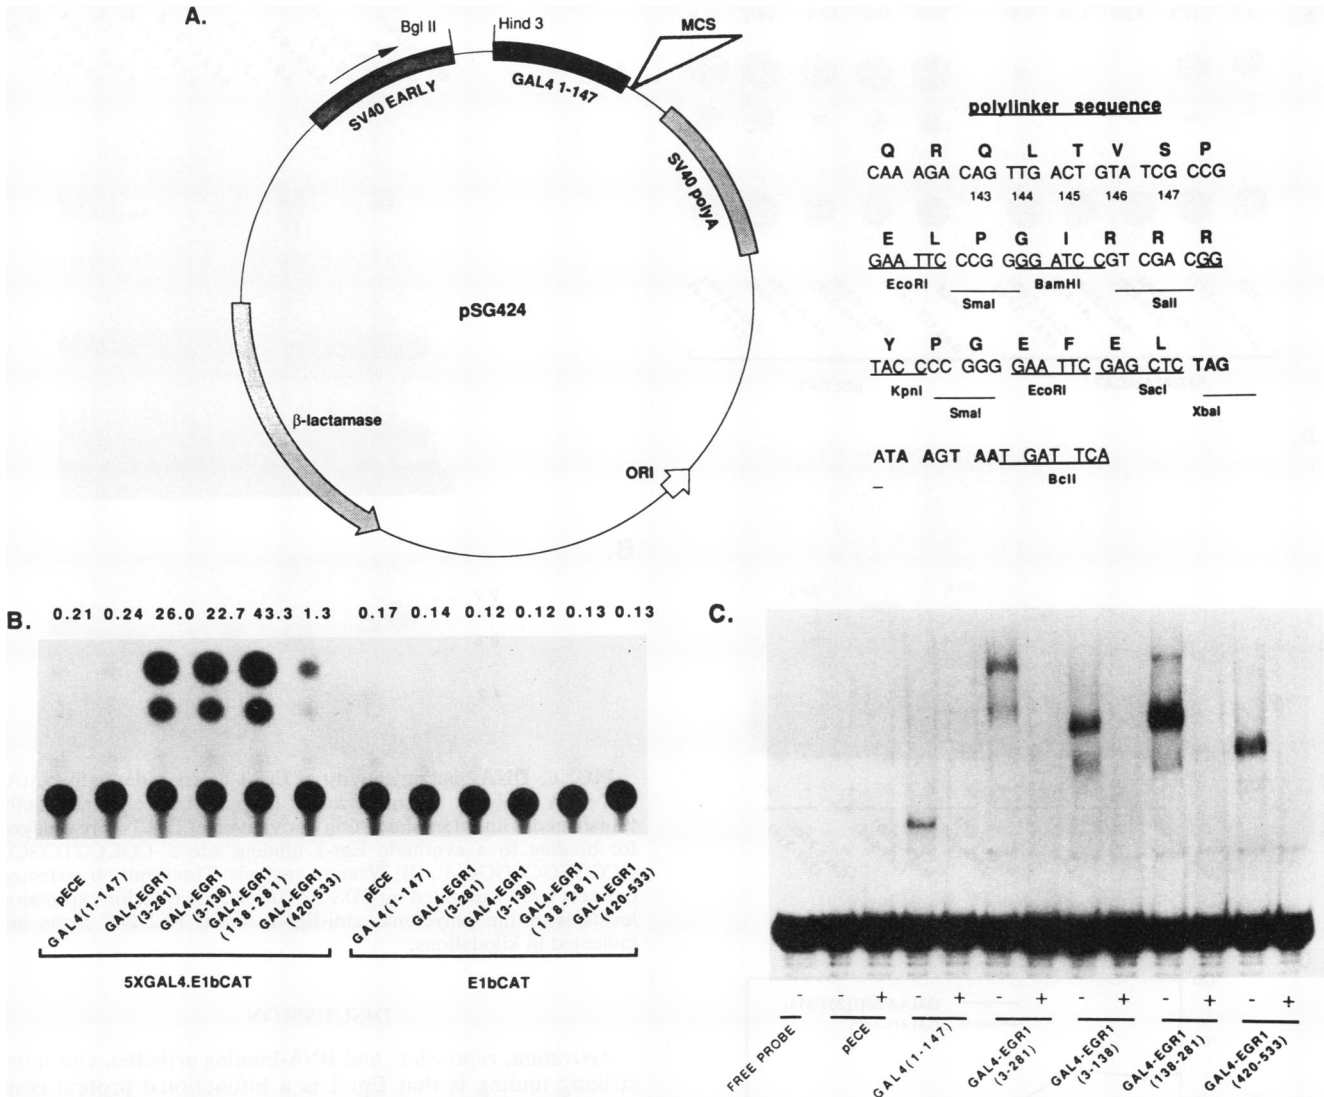 A.
Bgl II
Hind 3
MCS
SV40 EARLY
GAL4 1-147
SV40 polyA
pSG424
β-lactamase
ORI
polylinker sequence
Q R Q L T V S P
CAA AGA CAG TTG ACT GTA TCG CCG
143 144 145 146 147
E L P G I R R R
GAA TTC CCG GGG ATC CGT CGA CGG
EcoRI BamHI
SmaI SalI
Y P G E F E L
TAC CCC GGG GAA TTC GAG CTC TAG
KpnI EcoRI SacI
SmaI XbaI
ATA AGT AAT GAT TCA
BclI
B.
0.21 0.24 26.0 22.7 43.3 1.3 0.17 0.14 0.12 0.12 0.13 0.13
pECE
GAL4(1-147)
GAL4-EGR1
(3-281)
GAL4-EGR1
(3-138)
GAL4-EGR1
(138-281)
GAL4-EGR1
(420-533)
pECE
GAL4(1-147)
GAL4-EGR1
(3-281)
GAL4-EGR1
(3-138)
GAL4-EGR1
(138-281)
GAL4-EGR1
(420-533)
5XGAL4.E1bCAT
E1bCAT
C.
- - + - + - + - + - + - +
FREE PROBE
pECE
GAL4(1-147)
GAL4-EGR1
(3-281)
GAL4-EGR1
(3-138)
GAL4-EGR1
(138-281)
GAL4-EGR1
(420-533)